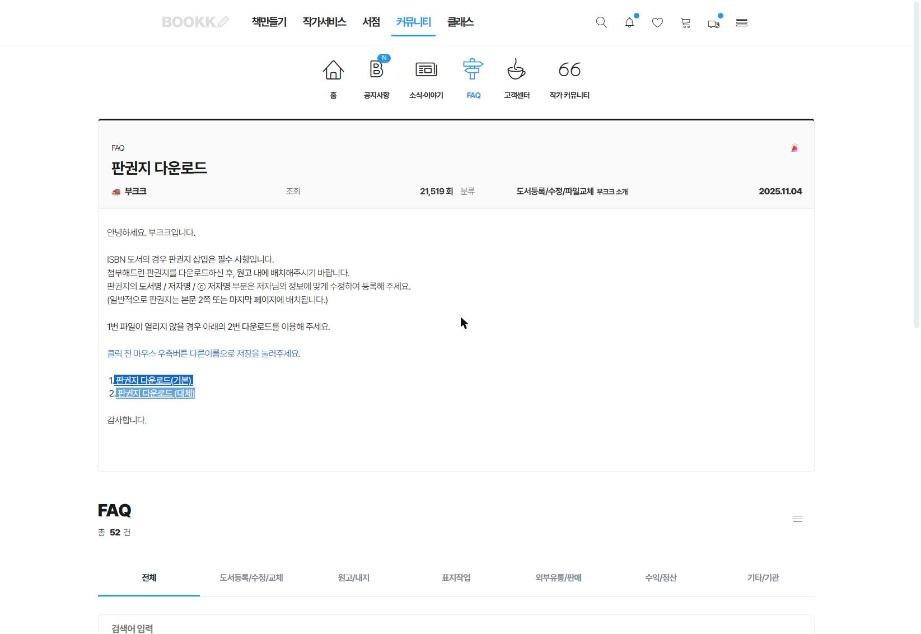 BOOKK
책만들기 작가서비스 서점 커뮤니티 클래스
N
홈 공지사항 소식·이야기 FAQ 고객센터 작가 커뮤니티
FAQ
판권지 다운로드
부크크 조회 21,519 회 분류 도서등록/수정/파일교체 부크크 소개 2025.11.04
안녕하세요. 부크크입니다.
ISBN 도서의 경우 판권지 삽입은 필수 사항입니다.
첨부해드린 판권지를 다운로드하신 후, 원고 내에 배치해주시기 바랍니다.
판권지의 도서명 / 저자명 / ⓒ 저자명 부문은 저자님의 정보에 맞게 수정하여 등록해 주세요.
(일반적으로 판권지는 본문 2쪽 또는 마지막 페이지에 배치됩니다.)
1번 파일이 열리지 않을 경우 아래의 2번 다운로드를 이용해 주세요.
클릭 전 마우스 우측버튼 다른이름으로 저장을 눌러주세요.
1. 판권지 다운로드(기본)
2. 판권지 다운로드 (대체)
감사합니다.
FAQ
총 52 건
전체 도서등록/수정/교체 원고/내지 표지작업 외부유통/판매 수익/정산 기타/기관
검색어 입력